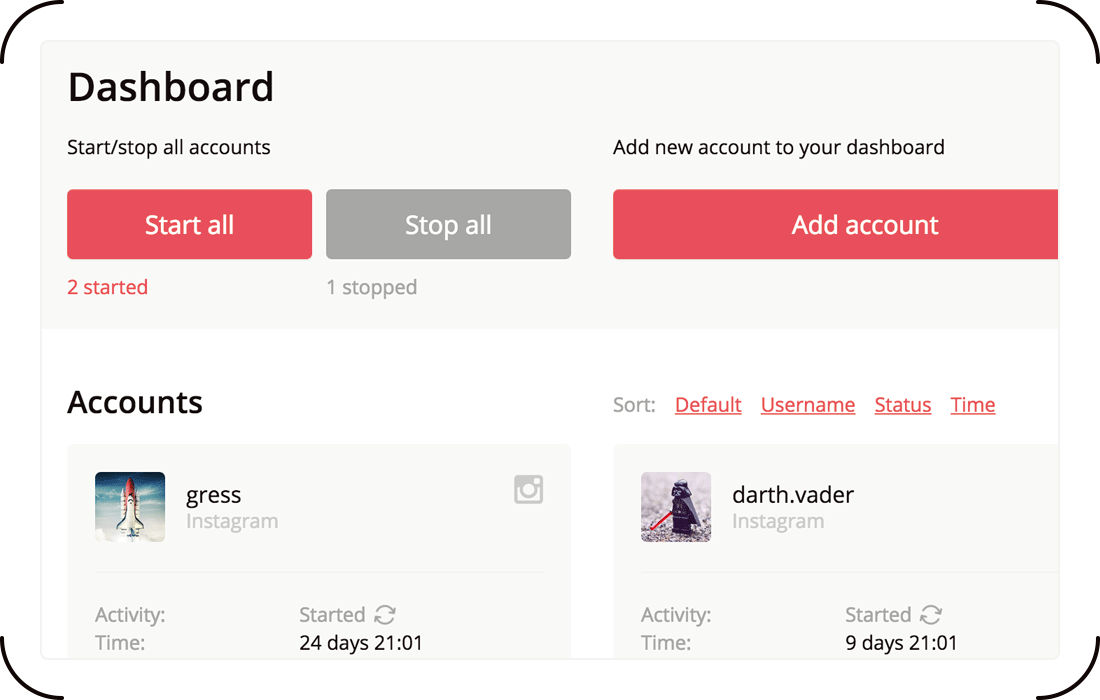 Dashboard
Start/stop all accounts
Add new account to your dashboard
Start all
Stop all
Add account
2 started
1 stopped
Accounts
Sort: Default Username Status Time
gress
Instagram
darth.vader
Instagram
Activity: Started
Time: 24 days 21:01
Activity: Started
Time: 9 days 21:01